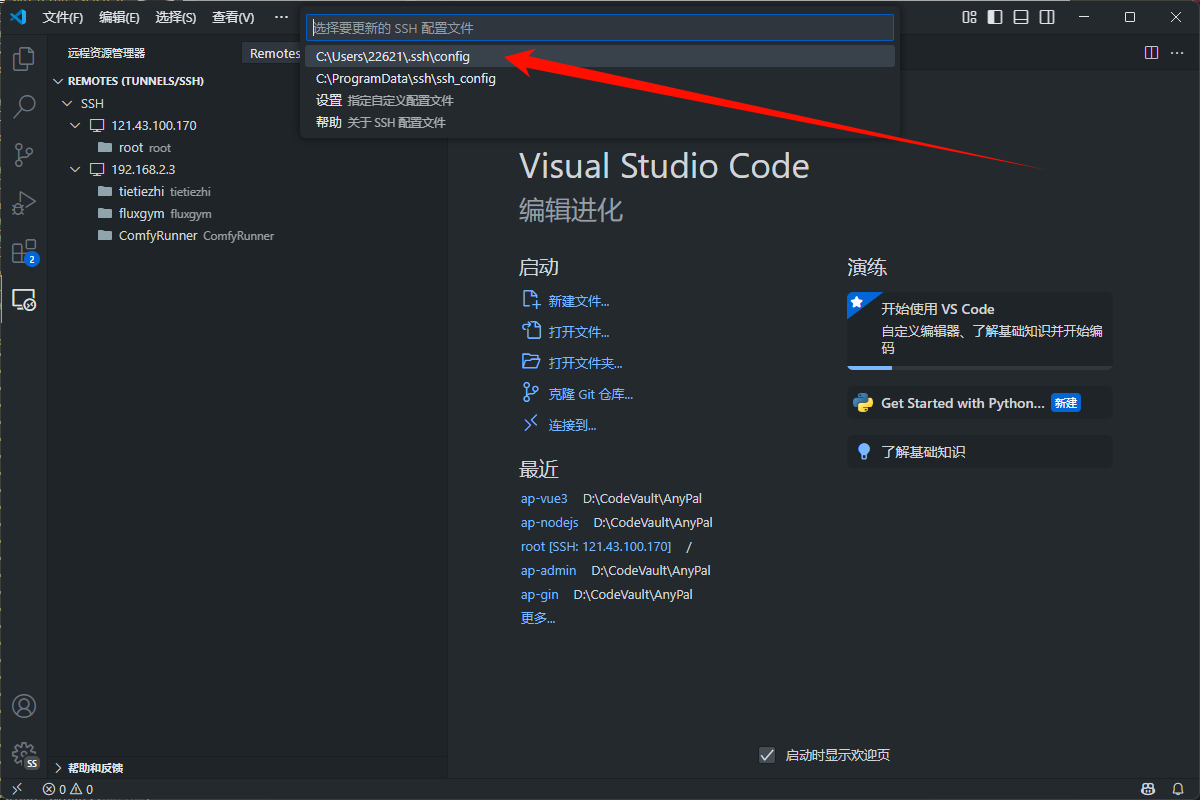 文件(F) 编辑(E) 选择(S) 查看(V) ···
选择要更新的 SSH 配置文件
C:\Users\22621\.ssh\config
C:\ProgramData\ssh\ssh_config
设置 指定自定义配置文件
帮助 关于 SSH 配置文件
远程资源管理器
Remotes
REMOTES (TUNNELS/SSH)
SSH
121.43.100.170
root root
192.168.2.3
tietiezhi tietiezhi
fluxgym fluxgym
ComfyRunner ComfyRunner
2
SS
帮助和反馈
0 0
Visual Studio Code
编辑进化
启动
新建文件...
打开文件...
打开文件夹...
克隆 Git 仓库...
连接到...
最近
ap-vue3 D:\CodeVault\AnyPal
ap-nodejs D:\CodeVault\AnyPal
root [SSH: 121.43.100.170] /
ap-admin D:\CodeVault\AnyPal
ap-gin D:\CodeVault\AnyPal
更多...
演练
开始使用 VS Code
自定义编辑器、了解基础知识并开始编
码
Get Started with Python... 新建
了解基础知识
启动时显示欢迎页